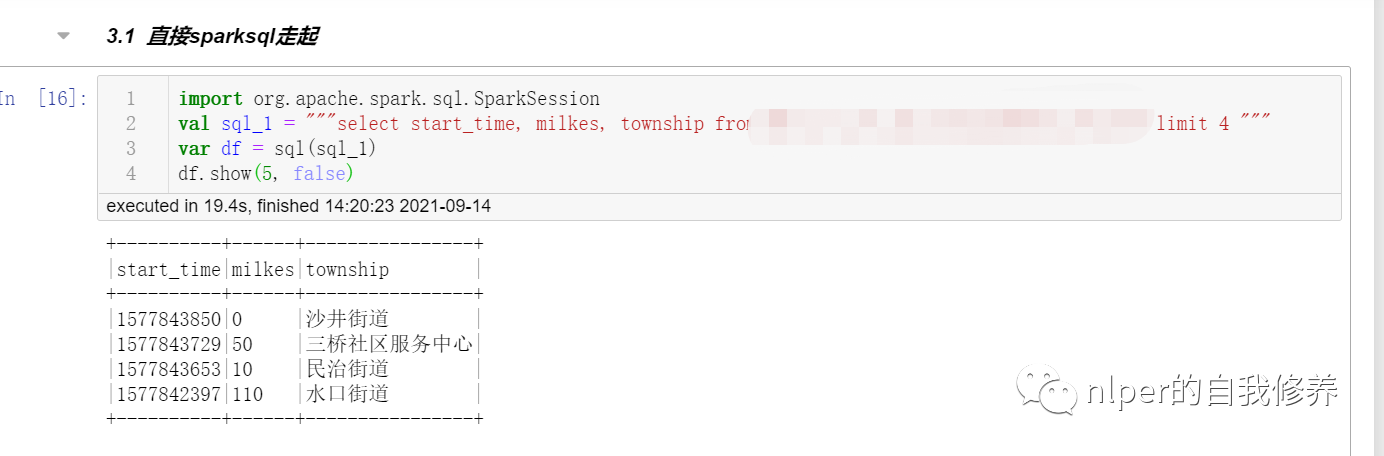 3.1 直接sparksql走起
In [16]:
1 import org.apache.spark.sql.SparkSession
2 val sql_1 = """select start_time, milkes, township from limit 4 """
3 var df = sql(sql_1)
4 df.show(5, false)
executed in 19.4s, finished 14:20:23 2021-09-14
+----------+------+----------------+
|start_time|milkes|township        |
+----------+------+----------------+
|1577843850|0     |沙井街道        |
|1577843729|50    |三桥社区服务中心|
|1577843653|10    |民治街道        |
|1577842397|110   |水口街道        |
+----------+------+----------------+
nlper的自我修养